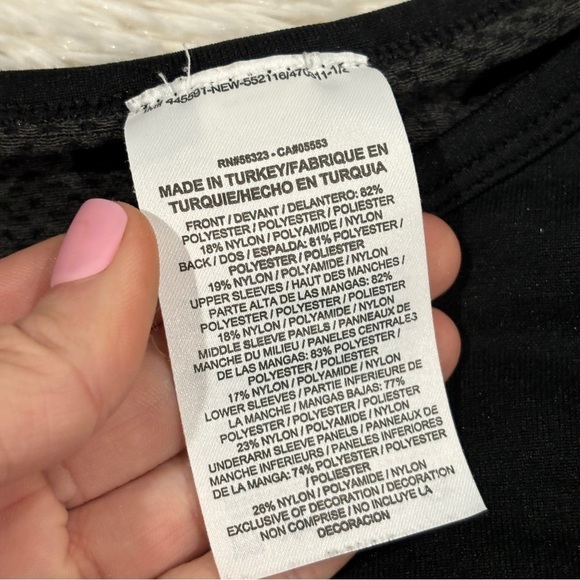 445591-NEW-552116/470
RN#56323 - CA#05553
MADE IN TURKEY/FABRIQUE EN
TURQUIE/HECHO EN TURQUIA
FRONT / DEVANT / DELANTERO: 82%
POLYESTER / POLYESTER / POLIESTER
18% NYLON / POLYAMIDE / NYLON
BACK / DOS / ESPALDA: 81% POLYESTER /
POLYESTER / POLIESTER
19% NYLON / POLYAMIDE / NYLON
UPPER SLEEVES / HAUT DES MANCHES /
PARTE ALTA DE LAS MANGAS: 82%
POLYESTER / POLYESTER / POLIESTER
18% NYLON / POLYAMIDE / NYLON
MIDDLE SLEEVE PANELS / PANNEAUX DE
MANCHE DU MILIEU / PANELES CENTRALES
DE LAS MANGAS: 83% POLYESTER /
POLYESTER / POLIESTER
17% NYLON / POLYAMIDE / NYLON
LOWER SLEEVES / PARTIE INFERIEURE DE
LA MANCHE / MANGAS BAJAS: 77%
POLYESTER / POLYESTER / POLIESTER
23% NYLON / POLYAMIDE / NYLON
UNDERARM SLEEVE PANELS / PANNEAUX DE
MANCHE INFERIEURS / PANELES INFERIORES
DE LA MANGA: 74% POLYESTER / POLYESTER
/ POLIESTER
26% NYLON / POLYAMIDE / NYLON
EXCLUSIVE OF DECORATION / DECORATION
NON COMPRISE / NO INCLUYE LA
DECORACION